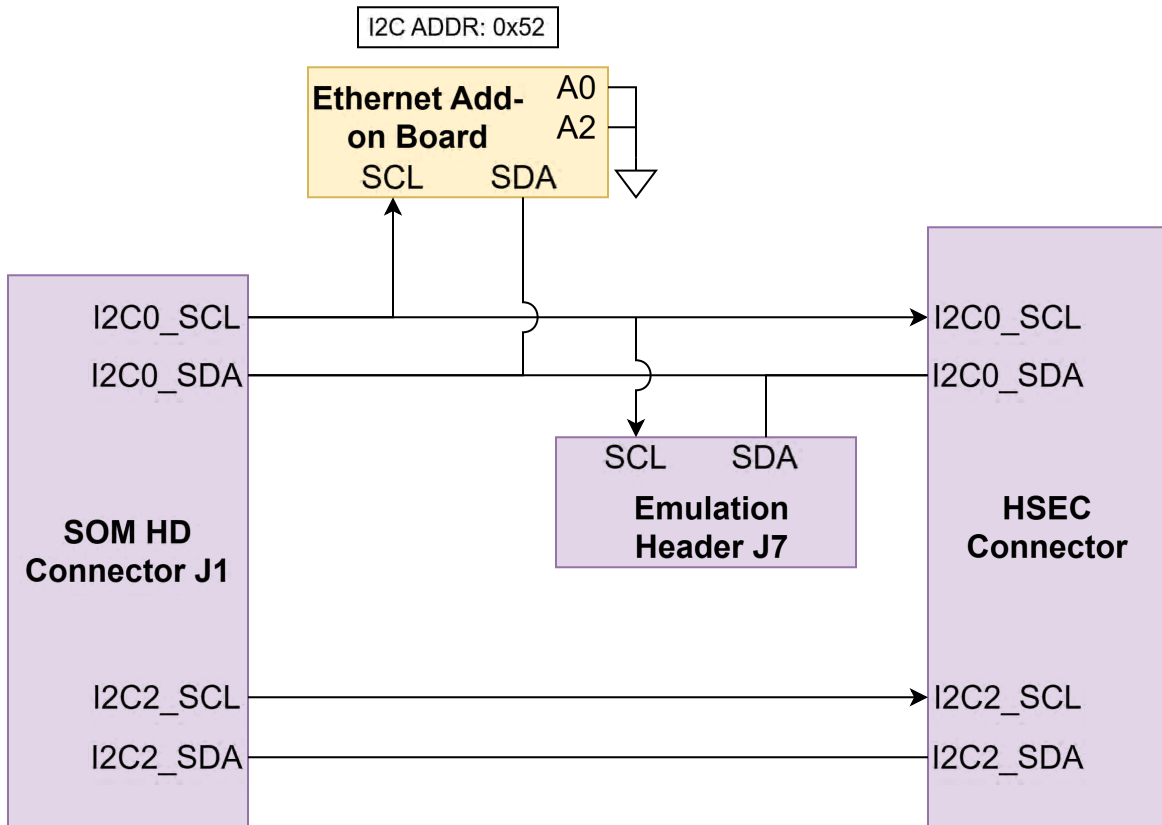 I2C ADDR: 0x52
Ethernet Add-
on Board
A0
A2
SCL
SDA
I2C0_SCL
I2C0_SDA
SOM HD
Connector J1
I2C2_SCL
I2C2_SDA
SCL
SDA
Emulation
Header J7
I2C0_SCL
I2C0_SDA
HSEC
Connector
I2C2_SCL
I2C2_SDA